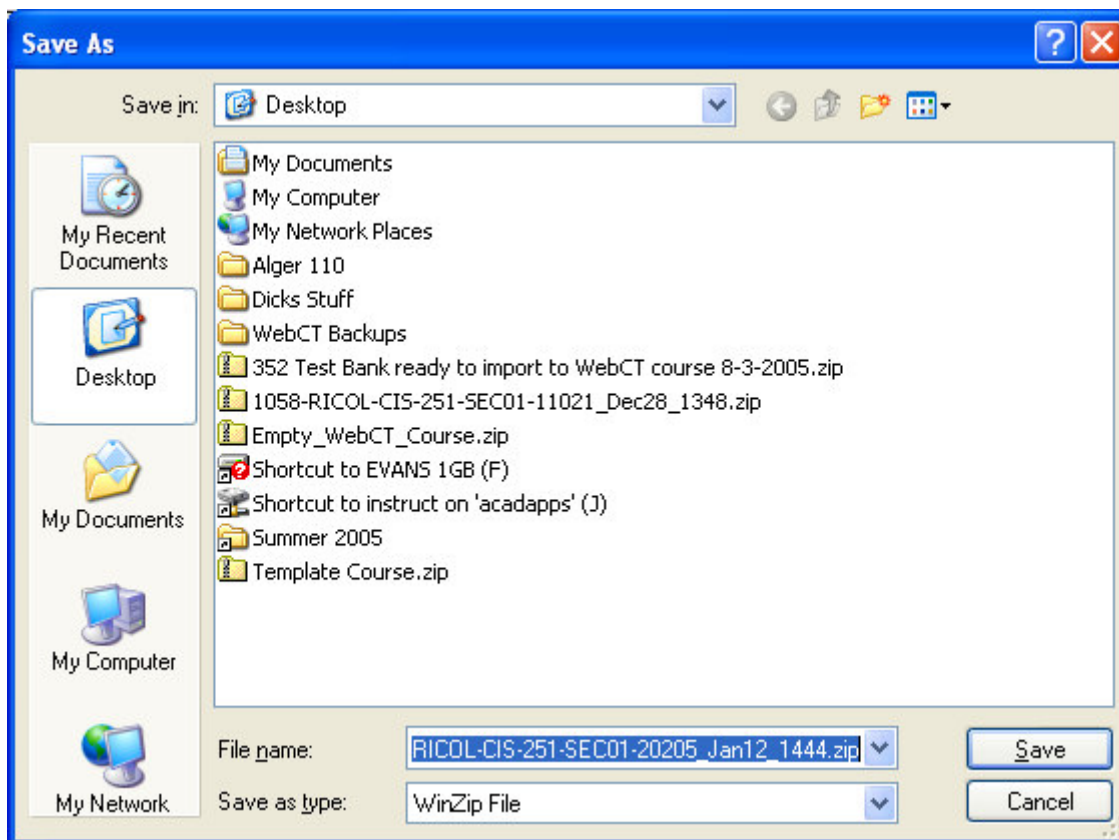 Save As
Save in:
Desktop
My Recent
Documents
Desktop
My Documents
My Computer
My Network
My Documents
My Computer
My Network Places
Alger 110
Dicks Stuff
WebCT Backups
352 Test Bank ready to import to WebCT course 8-3-2005.zip
1058-RICOL-CIS-251-SEC01-11021_Dec28_1348.zip
Empty_WebCT_Course.zip
Shortcut to EVANS 1GB (F)
Shortcut to instruct on 'acadapps' (J)
Summer 2005
Template Course.zip
File name:
RICOL-CIS-251-SEC01-20205_Jan12_1444.zip
Save
Save as type:
WinZip File
Cancel